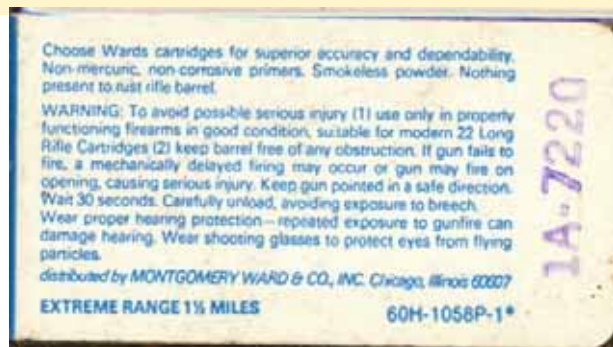 Choose Wards cartridges for superior accuracy and dependability.
Non-mercuric, non-corrosive primers. Smokeless powder. Nothing
present to rust rifle barrel.
WARNING: To avoid possible serious injury (1) use only in properly
functioning firearms in good condition, suitable for modern 22 Long
Rifle Cartridges (2) keep barrel free of any obstruction. If gun fails to
fire, a mechanically delayed firing may occur or gun may fire on
opening, causing serious injury. Keep gun pointed in a safe direction.
Wait 30 seconds. Carefully unload, avoiding exposure to breech.
Wear proper hearing protection—repeated exposure to gunfire can
damage hearing. Wear shooting glasses to protect eyes from flying
particles.
distributed by MONTGOMERY WARD & CO., INC. Chicago, Illinois 60607
EXTREME RANGE 1½ MILES
60H-1058P-1*
1A-7220